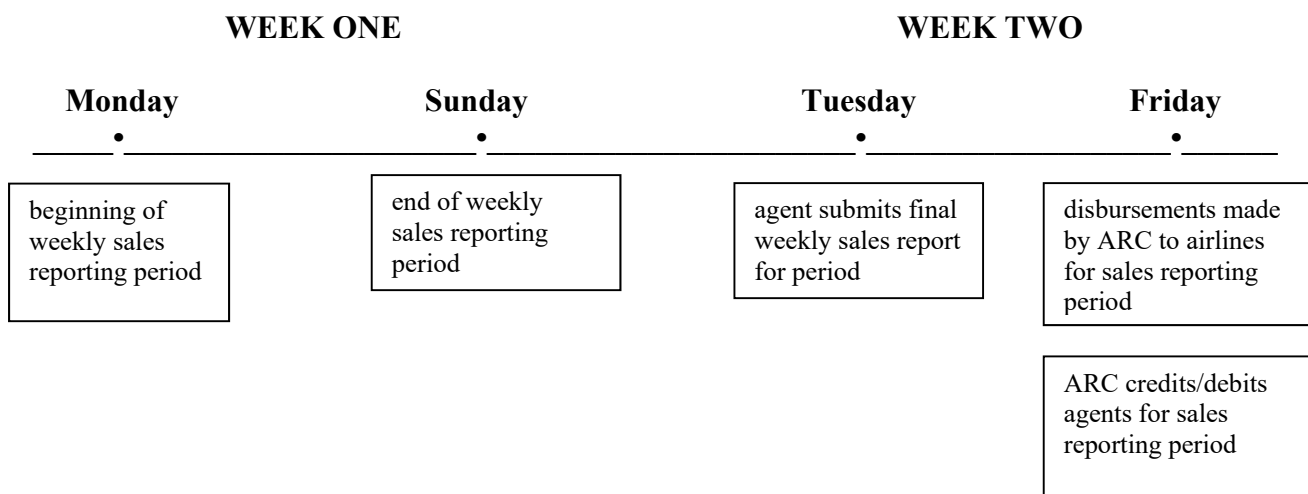 WEEK ONE
WEEK TWO
Monday
Sunday
Tuesday
Friday
beginning of
weekly sales
reporting period
end of weekly
sales reporting
period
agent submits final
weekly sales report
for period
disbursements made
by ARC to airlines
for sales reporting
period
ARC credits/debits
agents for sales
reporting period